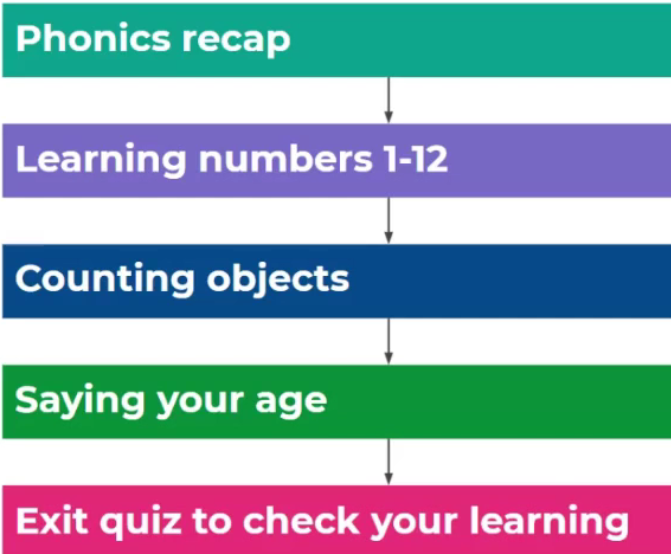 Phonics recap
Learning numbers 1-12
Counting objects
Saying your age
Exit quiz to check your learning